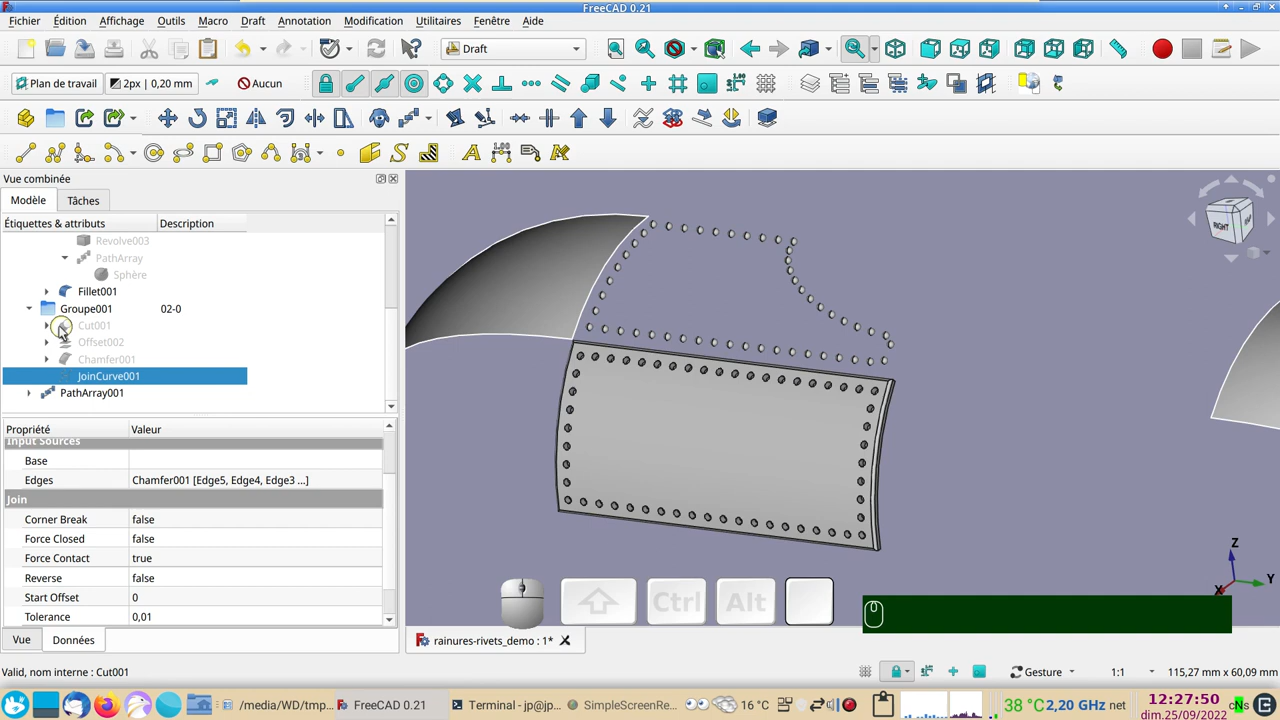 FreeCAD 0.21
Fichier Édition Affichage Outils Macro Draft Annotation Modification Utilitaires Fenêtre Aide
Draft
Plan de travail 2px | 0,20 mm Aucun
Vue combinée
Modèle Tâches
Étiquettes & attributs Description
Revolve003
PathArray
Sphère
Fillet001
Groupe001 02-0
Cut001
Offset002
Chamfer001
JoinCurve001
PathArray001
Propriété Valeur
Input Sources
Base
Edges Chamfer001 [Edge5, Edge4, Edge3 ...]
Join
Corner Break false
Force Closed false
Force Contact true
Reverse false
Start Offset 0
Tolerance 0,01
Vue Données
RIGHT
Z
Y
X
Ctrl Alt
rainures-rivets_demo : 1*
Valid, nom interne : Cut001
Gesture 1:1 115,27 mm x 60,09 mm
/media/WD/tmp... FreeCAD 0.21 Terminal - jp@jp... SimpleScreenRe... 16 °C 38 °C 2,20 GHz net
12:27:50
dim.25/09/2022